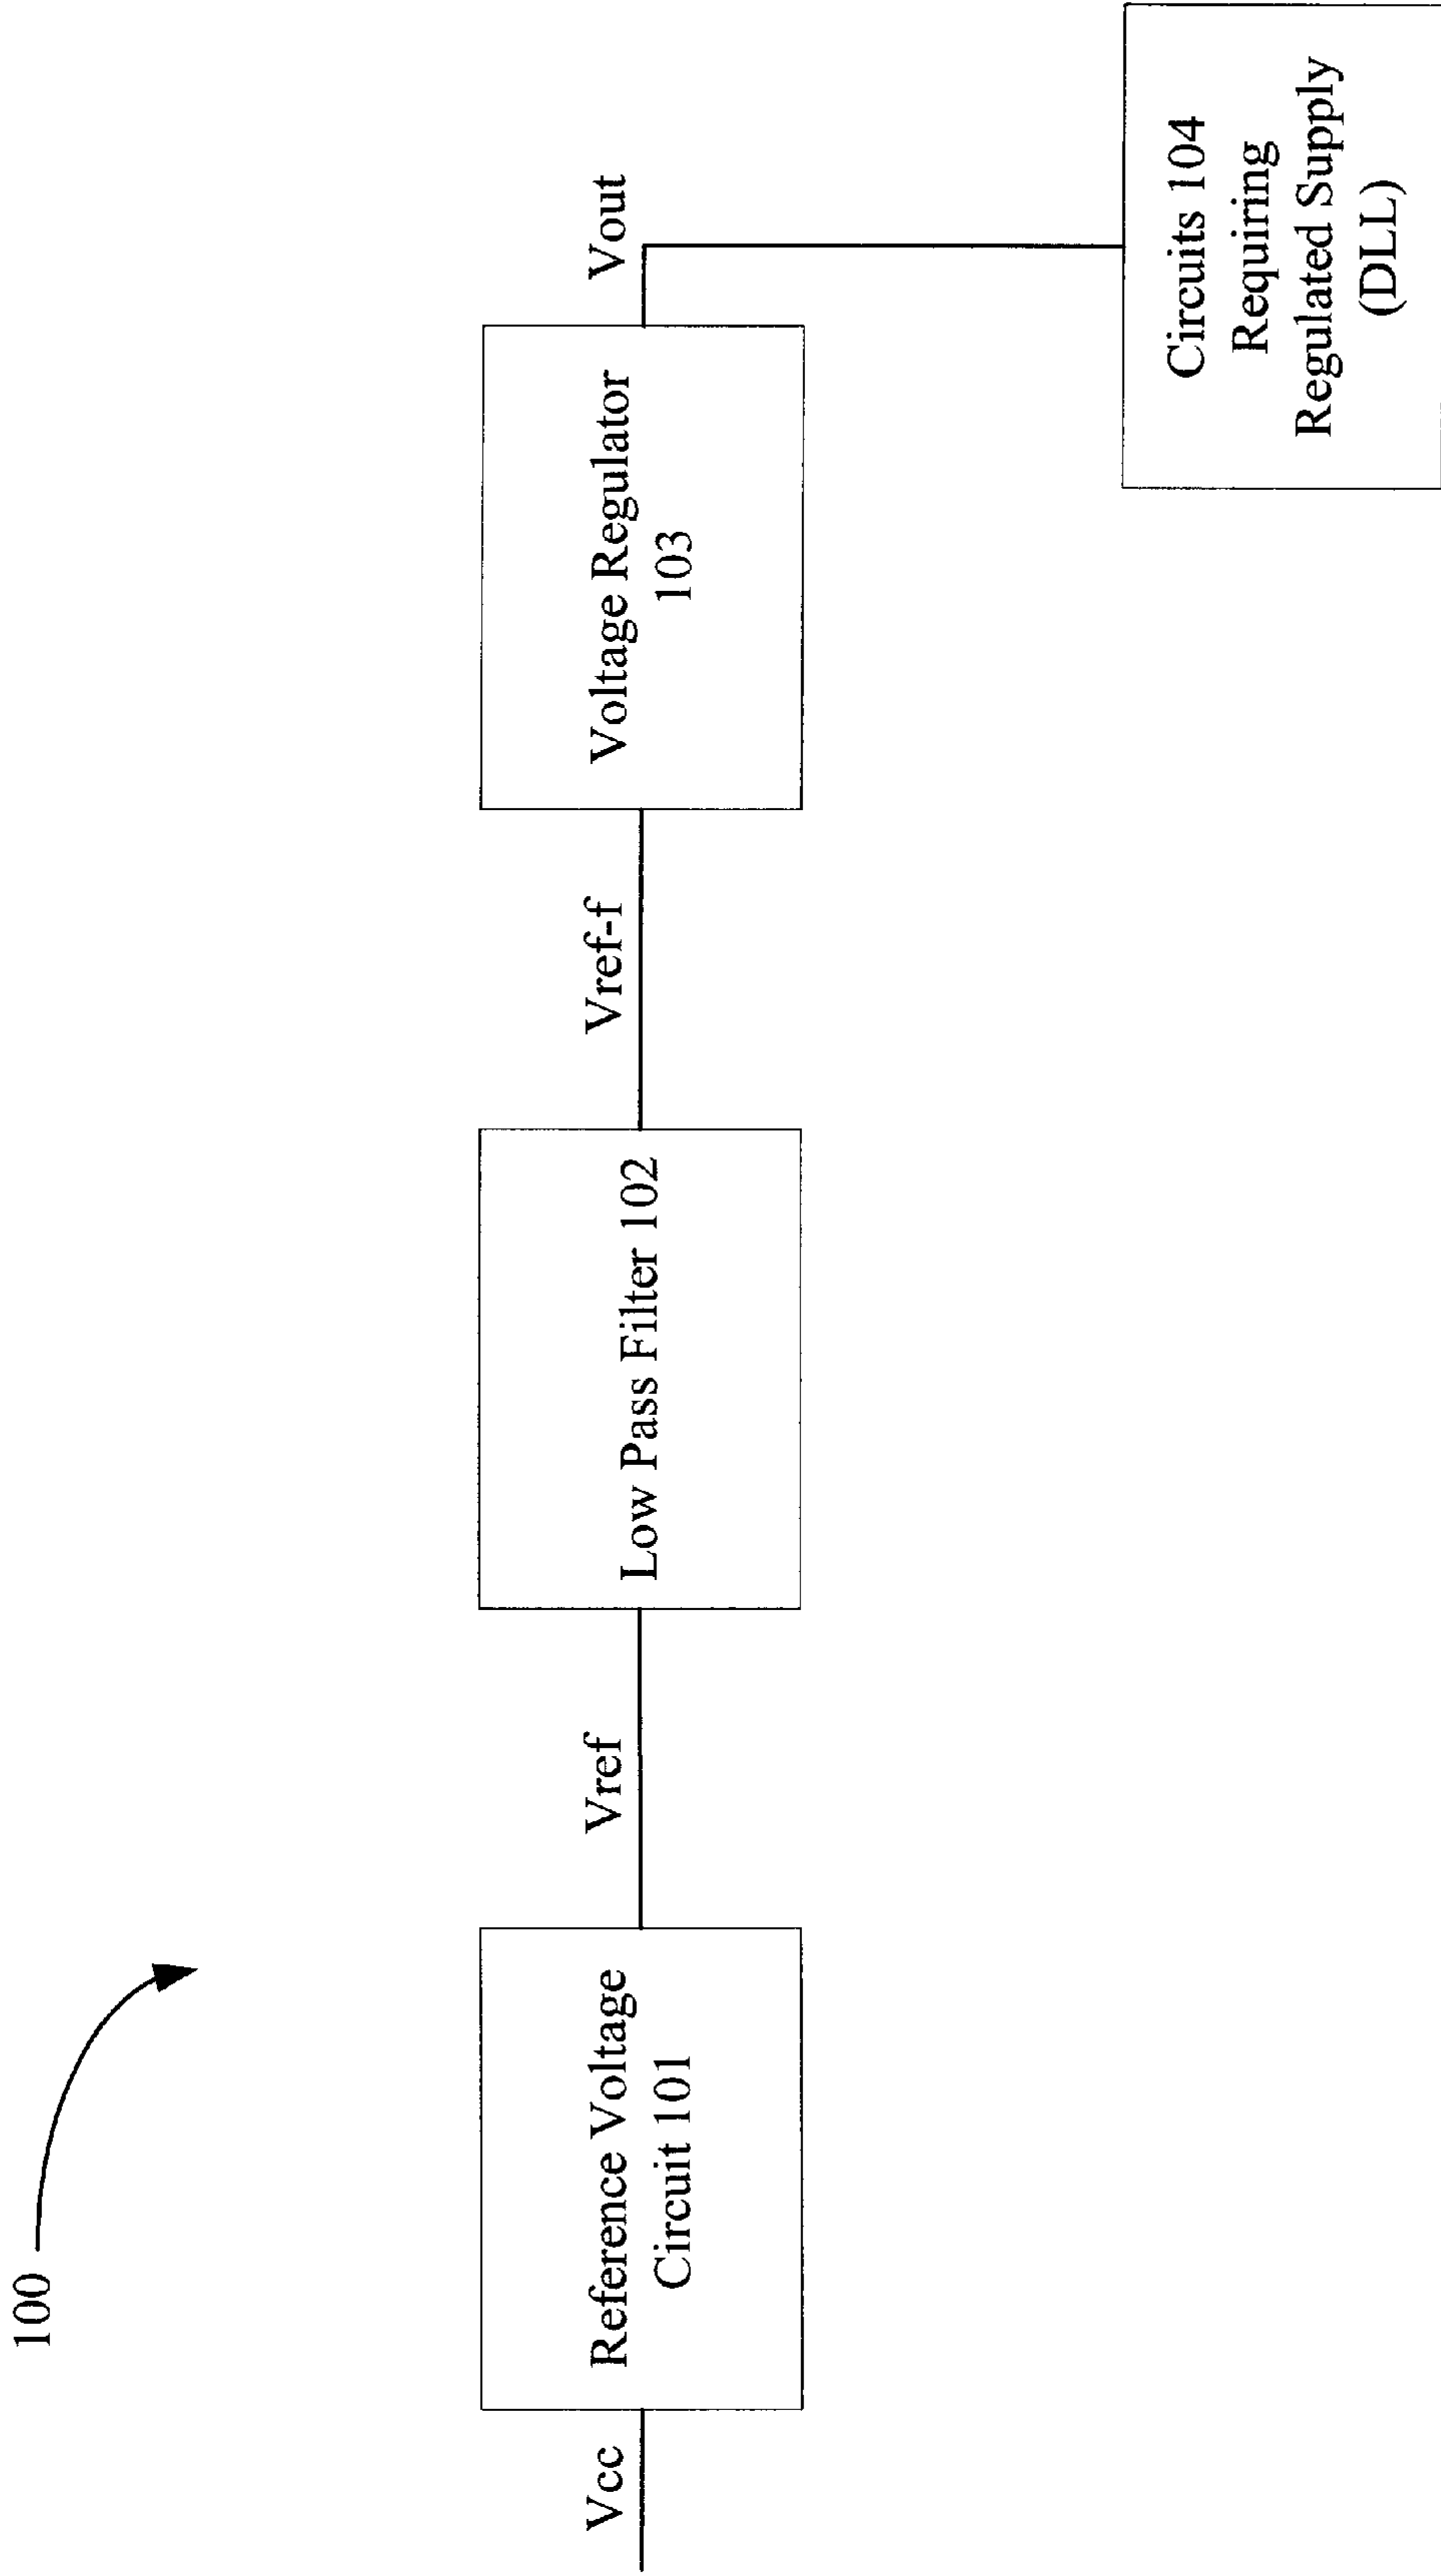 100
Vcc
Reference Voltage
Circuit 101
Vref
Low Pass Filter 102
Vref-f
Voltage Regulator
103
Vout
Circuits 104
Requiring
Regulated Supply
(DLL)